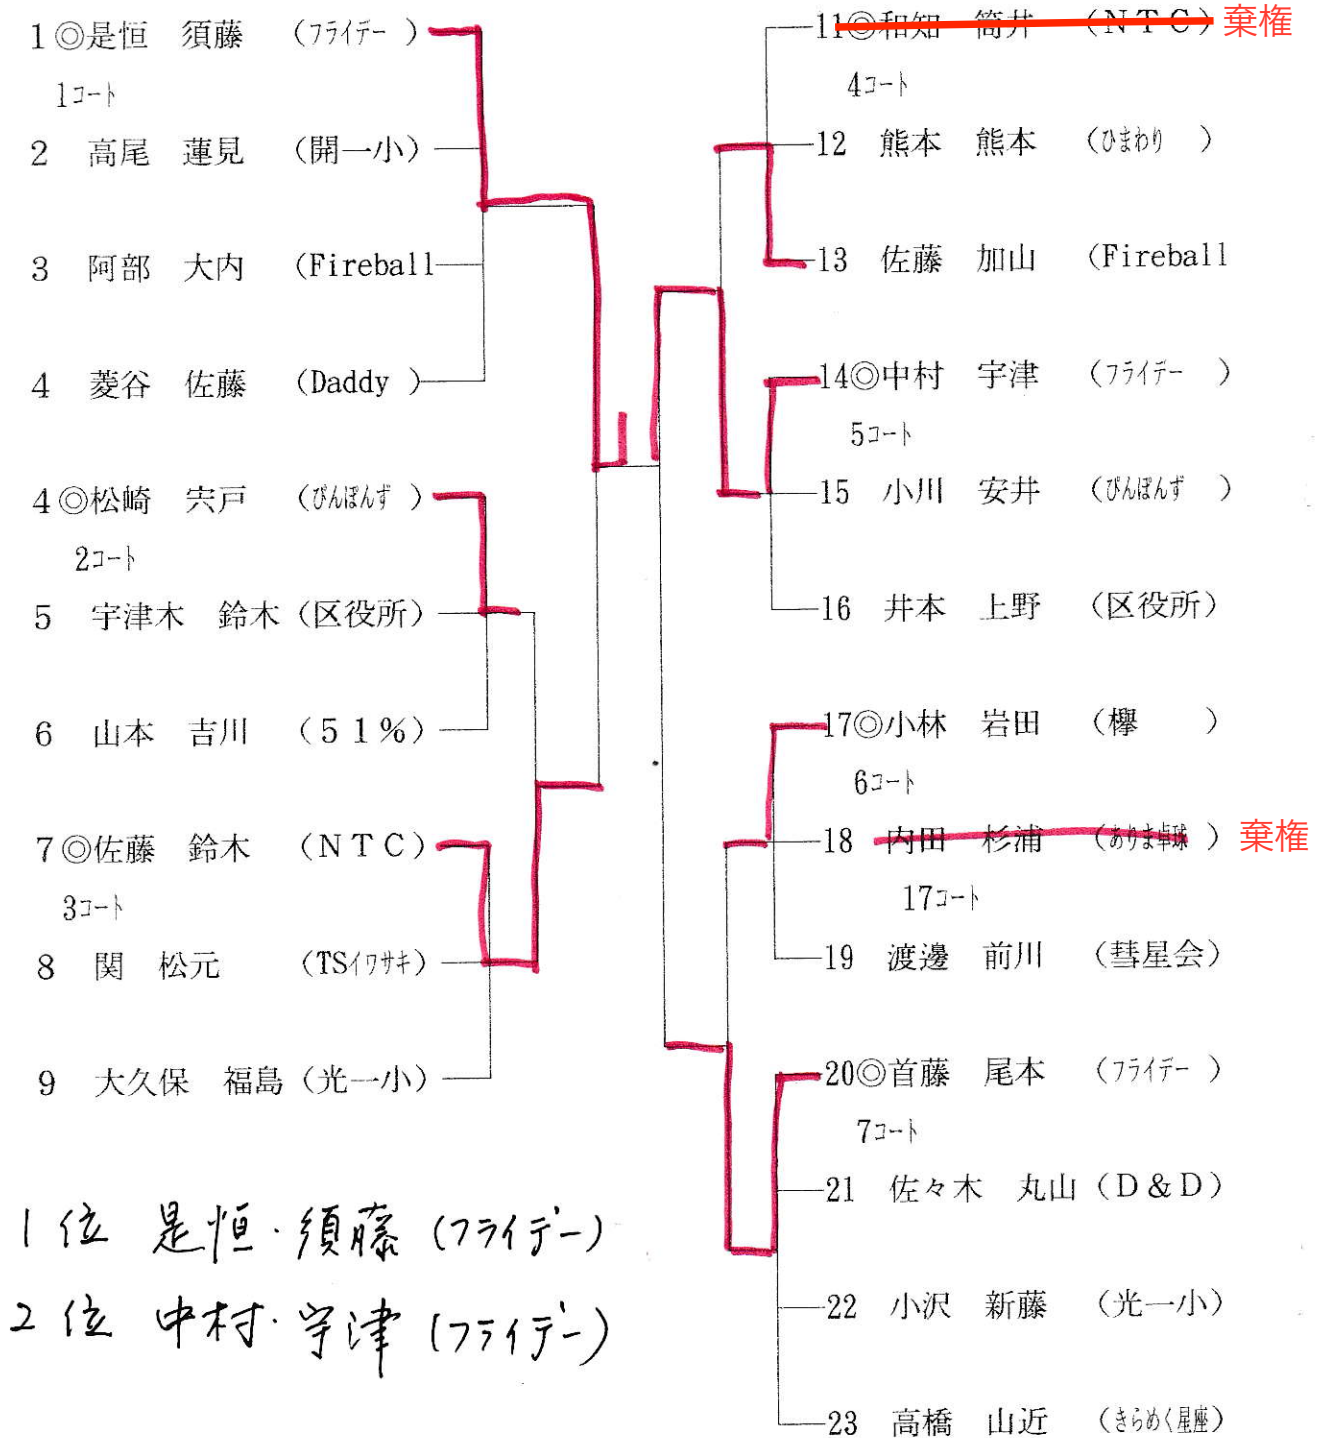 1◎是恒 須藤 (フライデー )
1コート
2 高尾 蓮見 (開一小)
3 阿部 大内 (Fireball
4 菱谷 佐藤 (Daddy )
4◎松崎 宍戸 (ぴんぽんず )
2コート
5 宇津木 鈴木 (区役所)
6 山本 吉川 (51%)
7◎佐藤 鈴木 (NTC)
3コート
8 関 松元 (TSイワサキ)
9 大久保 福島 (光一小)
1位 是恒・須藤 (フライデー)
2位 中村・宇津 (フライデー)
11◎和知 筒井 (NTC) 棄権
4コート
12 熊本 熊本 (ひまわり )
13 佐藤 加山 (Fireball
14◎中村 宇津 (フライデー )
5コート
15 小川 安井 (ぴんぽんず )
16 井本 上野 (区役所)
17◎小林 岩田 (欅 )
6コート
18 内田 杉浦 (ありま卓球 ) 棄権
17コート
19 渡邊 前川 (彗星会)
20◎首藤 尾本 (フライデー )
7コート
21 佐々木 丸山 (D&D)
22 小沢 新藤 (光一小)
23 高橋 山近 (きらめく星座)